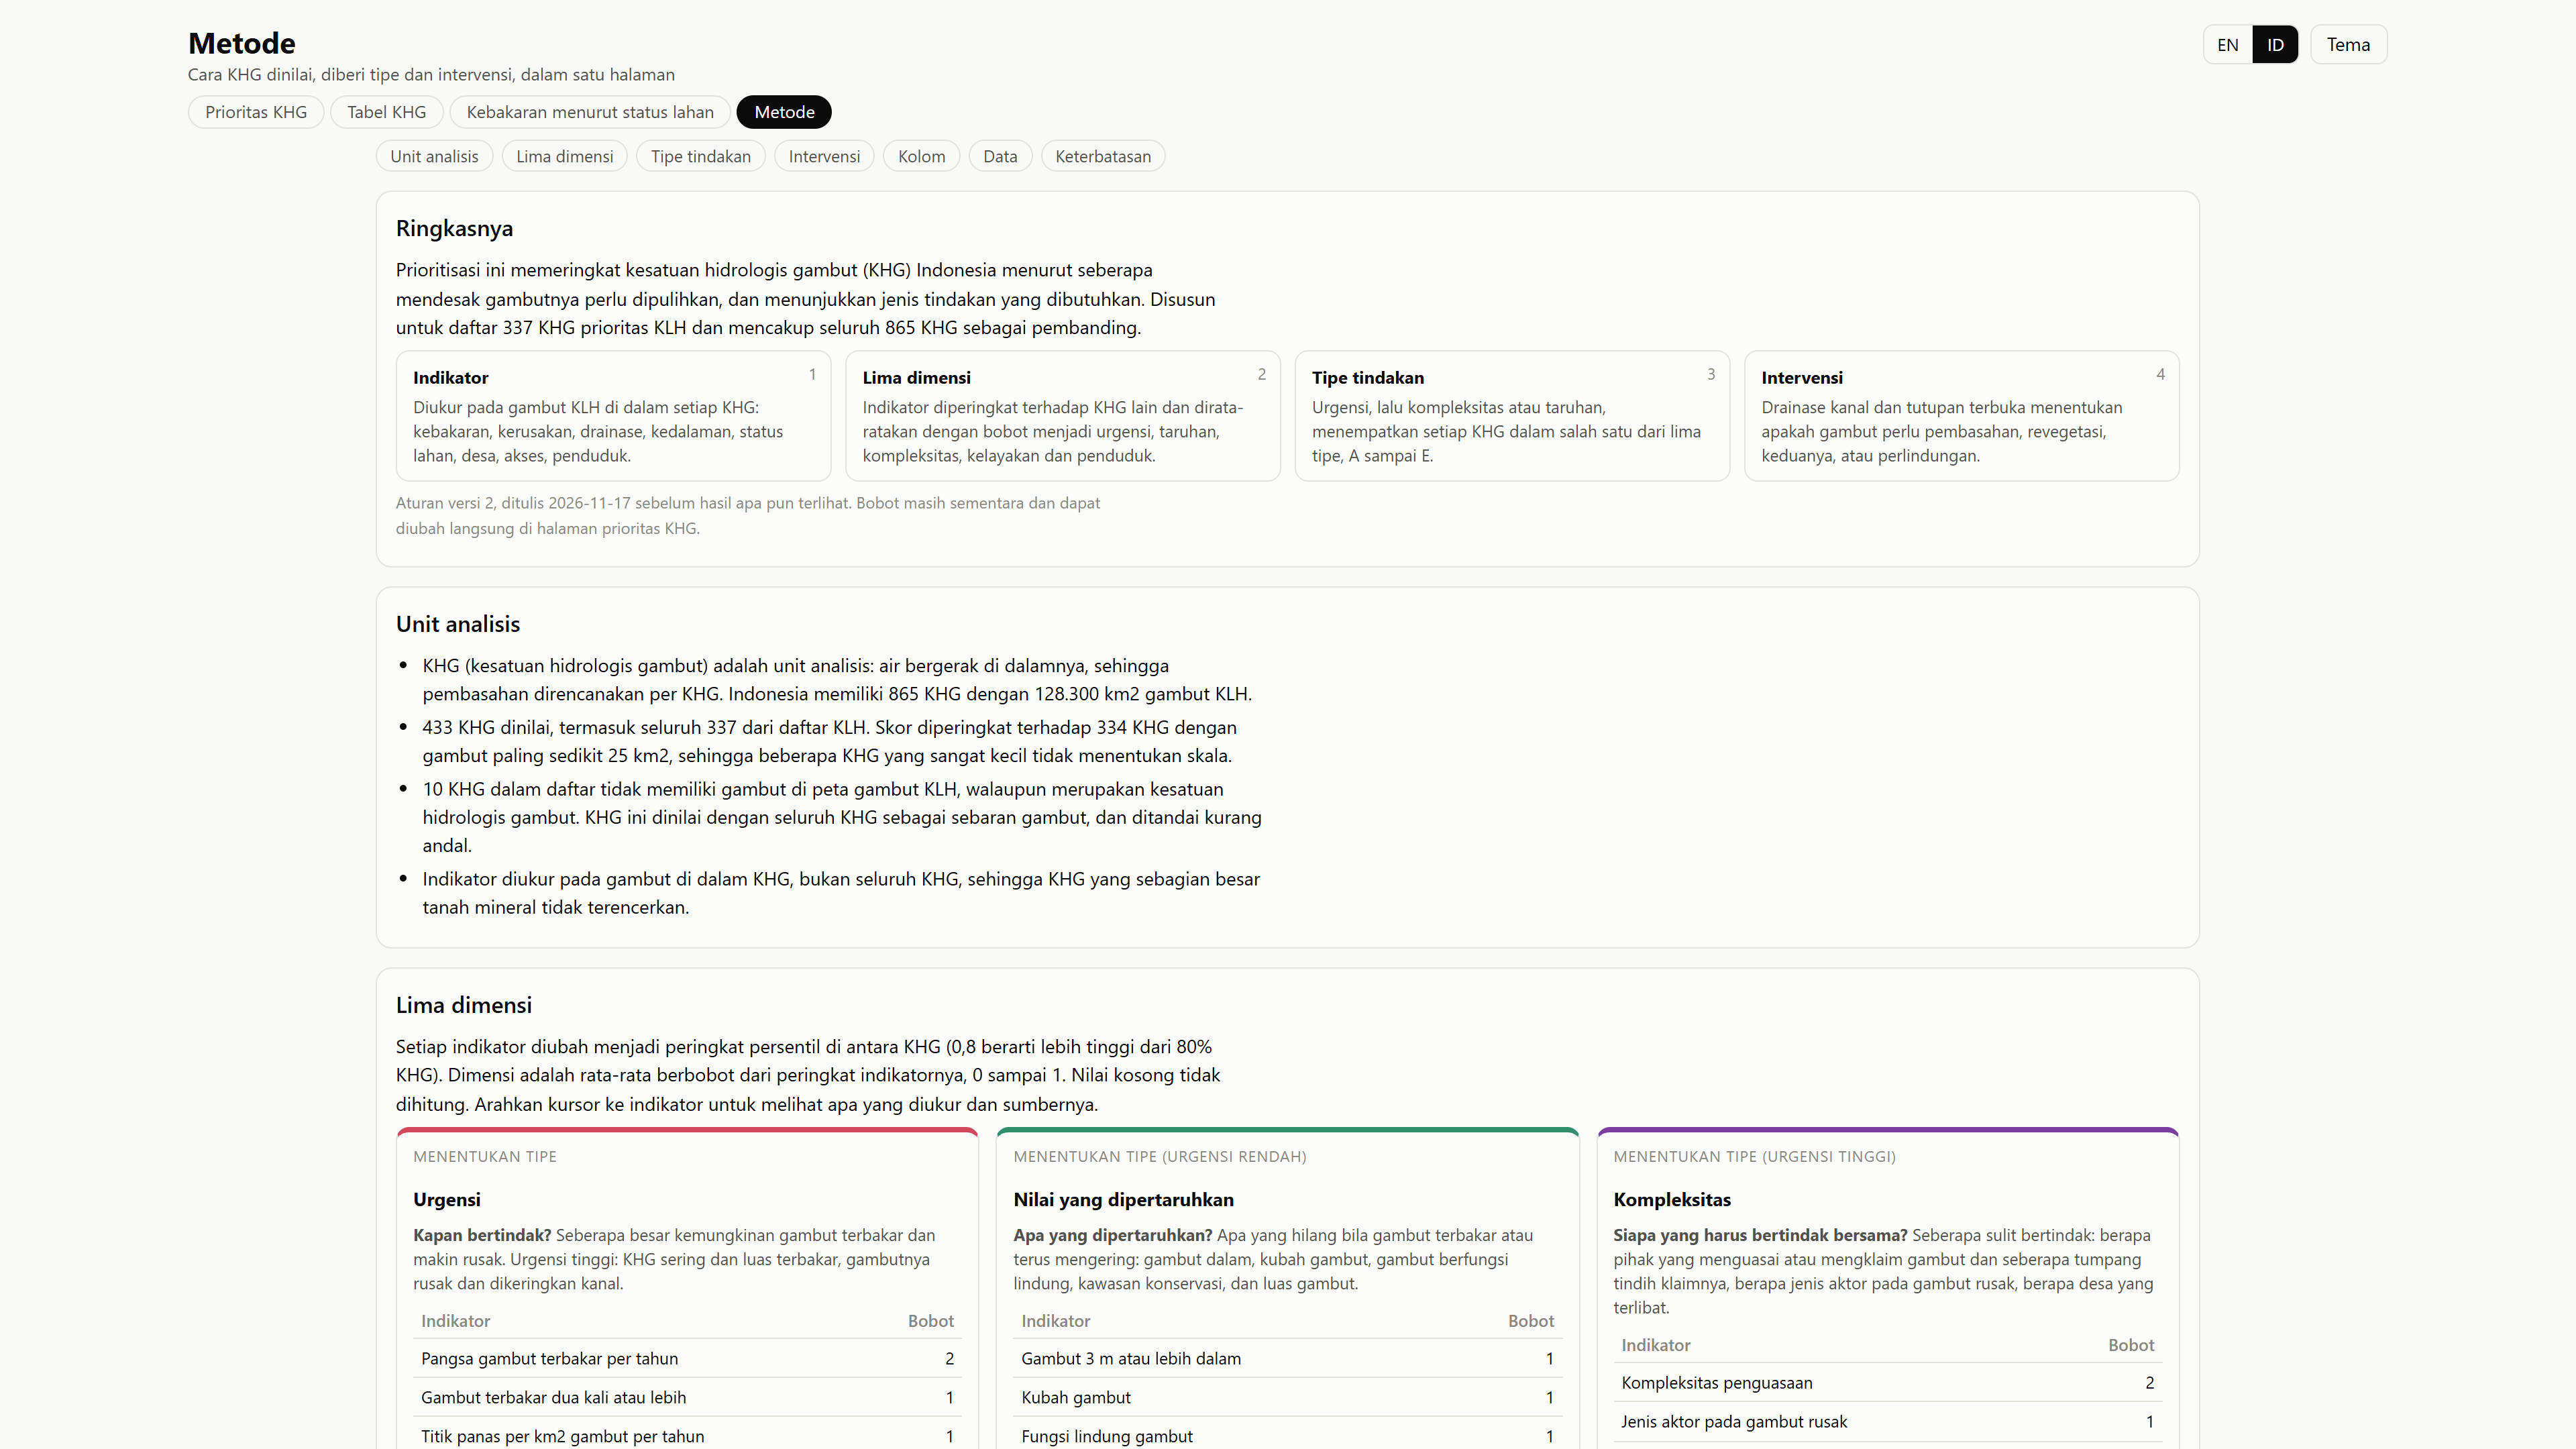 Metode
Cara KHG dinilai, diberi tipe dan intervensi, dalam satu halaman
EN ID Tema
Prioritas KHG Tabel KHG Kebakaran menurut status lahan Metode
Unit analisis Lima dimensi Tipe tindakan Intervensi Kolom Data Keterbatasan
Ringkasnya
Prioritisasi ini memeringkat kesatuan hidrologis gambut (KHG) Indonesia menurut seberapa
mendesak gambutnya perlu dipulihkan, dan menunjukkan jenis tindakan yang dibutuhkan. Disusun
untuk daftar 337 KHG prioritas KLH dan mencakup seluruh 865 KHG sebagai pembanding.
Indikator 1
Diukur pada gambut KLH di dalam setiap KHG:
kebakaran, kerusakan, drainase, kedalaman, status
lahan, desa, akses, penduduk.
Lima dimensi 2
Indikator diperingkat terhadap KHG lain dan dirata-
ratakan dengan bobot menjadi urgensi, taruhan,
kompleksitas, kelayakan dan penduduk.
Tipe tindakan 3
Urgensi, lalu kompleksitas atau taruhan,
menempatkan setiap KHG dalam salah satu dari lima
tipe, A sampai E.
Intervensi 4
Drainase kanal dan tutupan terbuka menentukan
apakah gambut perlu pembasahan, revegetasi,
keduanya, atau perlindungan.
Aturan versi 2, ditulis 2026-11-17 sebelum hasil apa pun terlihat. Bobot masih sementara dan dapat
diubah langsung di halaman prioritas KHG.
Unit analisis
• KHG (kesatuan hidrologis gambut) adalah unit analisis: air bergerak di dalamnya, sehingga
pembasahan direncanakan per KHG. Indonesia memiliki 865 KHG dengan 128.300 km2 gambut KLH.
• 433 KHG dinilai, termasuk seluruh 337 dari daftar KLH. Skor diperingkat terhadap 334 KHG dengan
gambut paling sedikit 25 km2, sehingga beberapa KHG yang sangat kecil tidak menentukan skala.
• 10 KHG dalam daftar tidak memiliki gambut di peta gambut KLH, walaupun merupakan kesatuan
hidrologis gambut. KHG ini dinilai dengan seluruh KHG sebagai sebaran gambut, dan ditandai kurang
andal.
• Indikator diukur pada gambut di dalam KHG, bukan seluruh KHG, sehingga KHG yang sebagian besar
tanah mineral tidak terencerkan.
Lima dimensi
Setiap indikator diubah menjadi peringkat persentil di antara KHG (0,8 berarti lebih tinggi dari 80%
KHG). Dimensi adalah rata-rata berbobot dari peringkat indikatornya, 0 sampai 1. Nilai kosong tidak
dihitung. Arahkan kursor ke indikator untuk melihat apa yang diukur dan sumbernya.
MENENTUKAN TIPE
Urgensi
Kapan bertindak? Seberapa besar kemungkinan gambut terbakar dan
makin rusak. Urgensi tinggi: KHG sering dan luas terbakar, gambutnya
rusak dan dikeringkan kanal.
Indikator Bobot
Pangsa gambut terbakar per tahun 2
Gambut terbakar dua kali atau lebih 1
Titik panas per km2 gambut per tahun 1
MENENTUKAN TIPE (URGENSI RENDAH)
Nilai yang dipertaruhkan
Apa yang dipertaruhkan? Apa yang hilang bila gambut terbakar atau
terus mengering: gambut dalam, kubah gambut, gambut berfungsi
lindung, kawasan konservasi, dan luas gambut.
Indikator Bobot
Gambut 3 m atau lebih dalam 1
Kubah gambut 1
Fungsi lindung gambut 1
MENENTUKAN TIPE (URGENSI TINGGI)
Kompleksitas
Siapa yang harus bertindak bersama? Seberapa sulit bertindak: berapa
pihak yang menguasai atau mengklaim gambut dan seberapa tumpang
tindih klaimnya, berapa jenis aktor pada gambut rusak, berapa desa yang
terlibat.
Indikator Bobot
Kompleksitas penguasaan 2
Jenis aktor pada gambut rusak 1